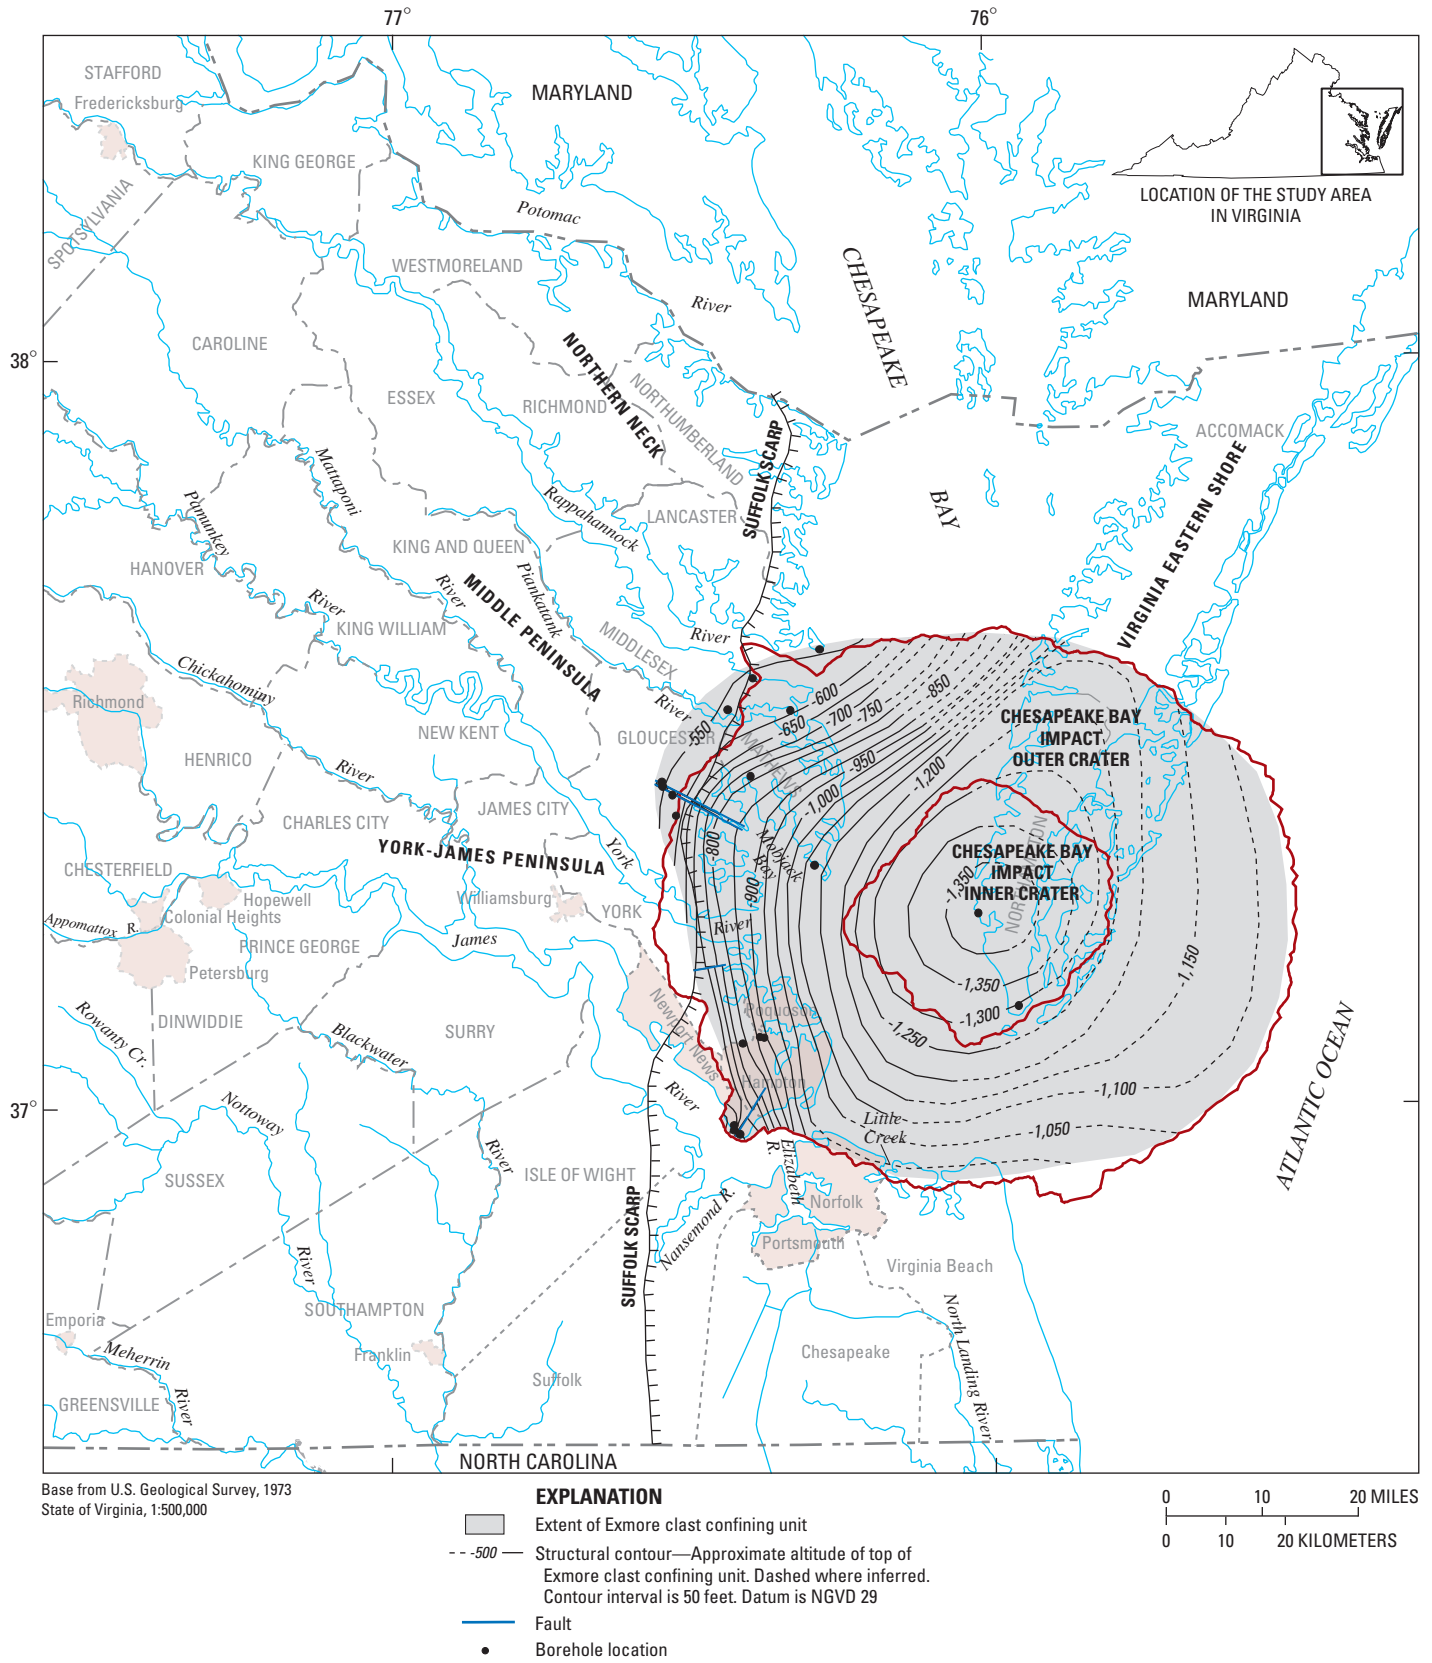 77°
76°
STAFFORD
Fredericksburg
MARYLAND
KING GEORGE
LOCATION OF THE STUDY AREA
IN VIRGINIA
SPOTSYLVANIA
Potomac
WESTMORELAND
River
CHESAPEAKE
MARYLAND
38°
CAROLINE
NORTHERN NECK
ESSEX
RICHMOND
NORTHUMBERLAND
ACCOMACK
SUFFOLK SCARP
Mattaponi
Pamunkey
Rappahannock
LANCASTER
BAY
VIRGINIA EASTERN SHORE
KING AND QUEEN
HANOVER
Piankatank
River
River
MIDDLE PENINSULA
KING WILLIAM
MIDDLESEX
River
Chickahominy
Richmond
River
-600
-850
-650
-700
-750
CHESAPEAKE BAY
IMPACT
OUTER CRATER
NEW KENT
GLOUCESTER
-550
MATHEWS
HENRICO
River
-950
-1,200
-1,000
JAMES CITY
CHARLES CITY
YORK-JAMES PENINSULA
York
-800
Mobjack
Bay
NORTHAMPTON
CHESAPEAKE BAY
IMPACT
INNER CRATER
-1,350
CHESTERFIELD
Hopewell
Colonial Heights
Williamsburg
YORK
-900
Appomattox R.
PRINCE GEORGE
James
River
Petersburg
-1,150
-1,350
Newport News
Poquoson
-1,300
-1,250
DINWIDDIE
Rowanty Cr.
SURRY
Blackwater
ATLANTIC OCEAN
37°
Nottoway
River
Hampton
-1,100
Little
Creek
-1,050
River
Elizabeth
R.
ISLE OF WIGHT
SUSSEX
Nansemond R.
Norfolk
SUFFOLK SCARP
Portsmouth
River
Virginia Beach
SOUTHAMPTON
Emporia
North Landing River
Meherrin
Franklin
Chesapeake
Suffolk
River
GREENSVILLE
NORTH CAROLINA
Base from U.S. Geological Survey, 1973
State of Virginia, 1:500,000
EXPLANATION
Extent of Exmore clast confining unit
-500
Structural contour—Approximate altitude of top of
Exmore clast confining unit. Dashed where inferred.
Contour interval is 50 feet. Datum is NGVD 29
Fault
Borehole location
0 10 20 MILES
0 10 20 KILOMETERS